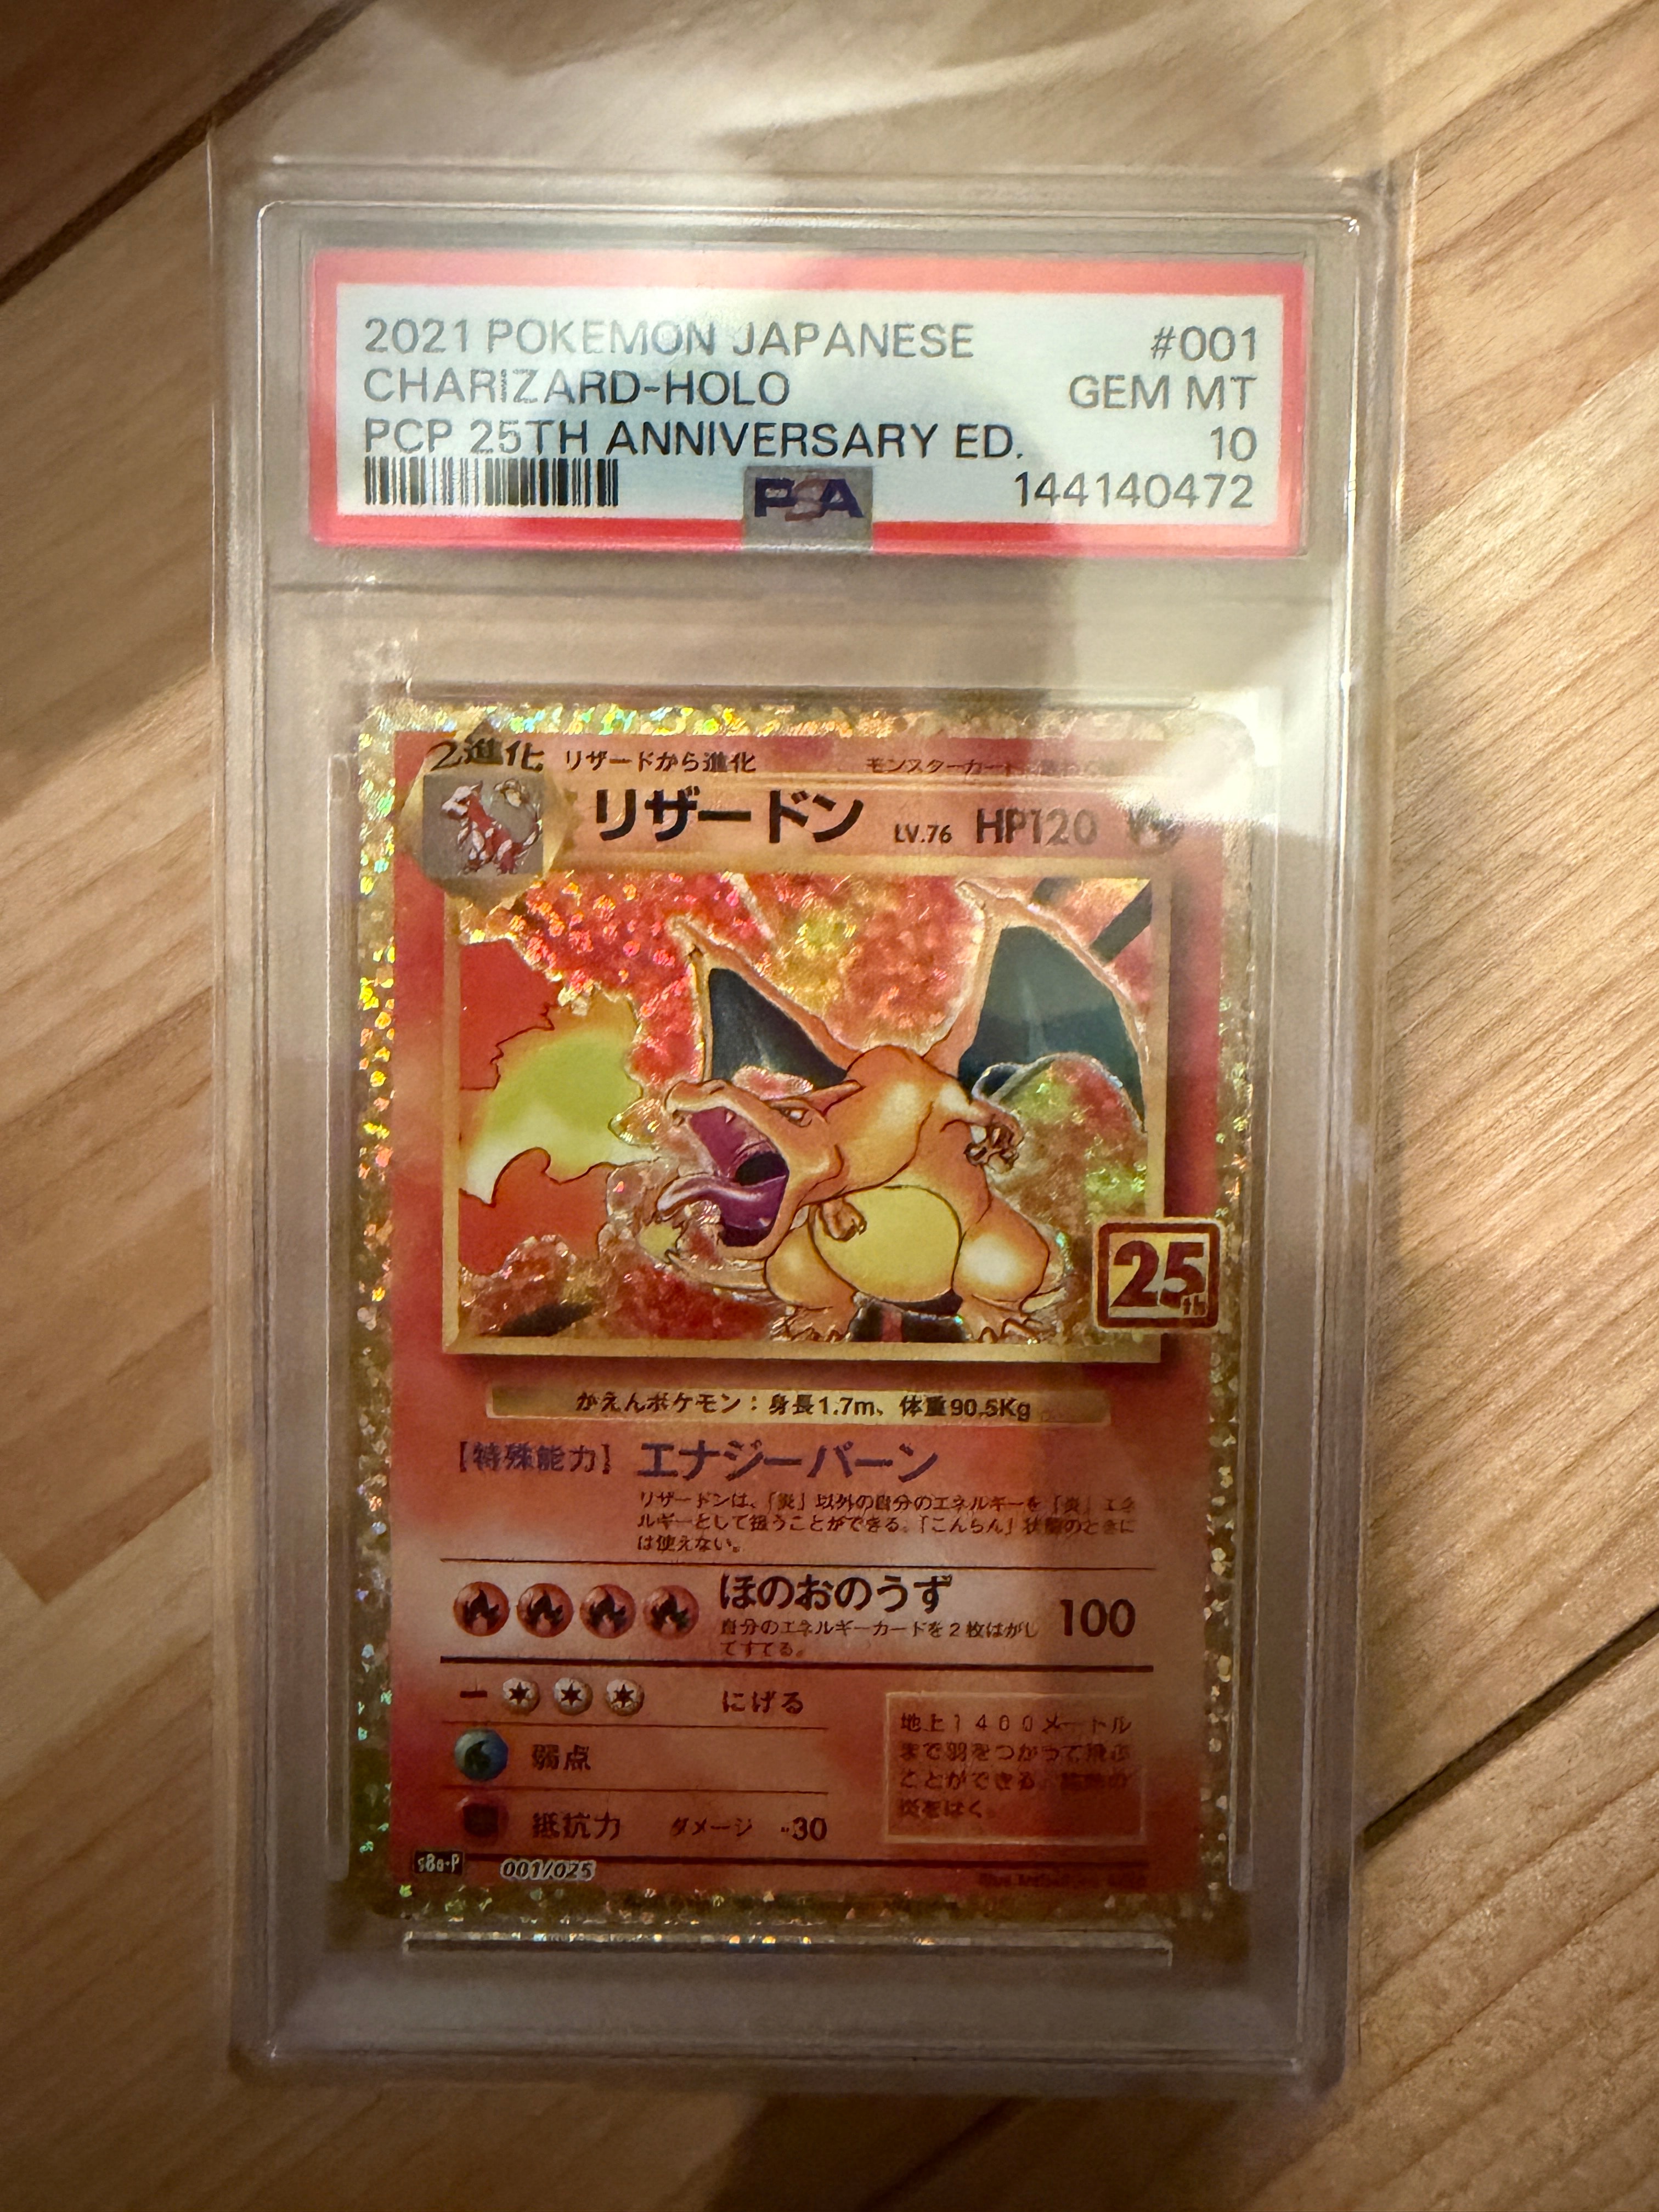 2021 POKEMON JAPANESE #001
CHARIZARD-HOLO GEM MT
PCP 25TH ANNIVERSARY ED. 10
PSA 144140472
2進化 リザードから進化 モンスターカード
リザードン LV.76 HP120
25th
かえんポケモン：身長1.7m、体重90.5Kg
【特殊能力】エナジーバーン
リザードンは、「炎」以外の自分のエネルギーを「炎」エネ
ルギーとして扱うことができる。「こんらん」状態のときに
は使えない。
ほのおのうず 100
自分のエネルギーカードを2枚はがし
てすてる。
− にげる
弱点
抵抗力 ダメージ -30
地上1400メートル
まで羽をつかって飛ぶ
ことができる。
炎をはく
s8a-P 001/025